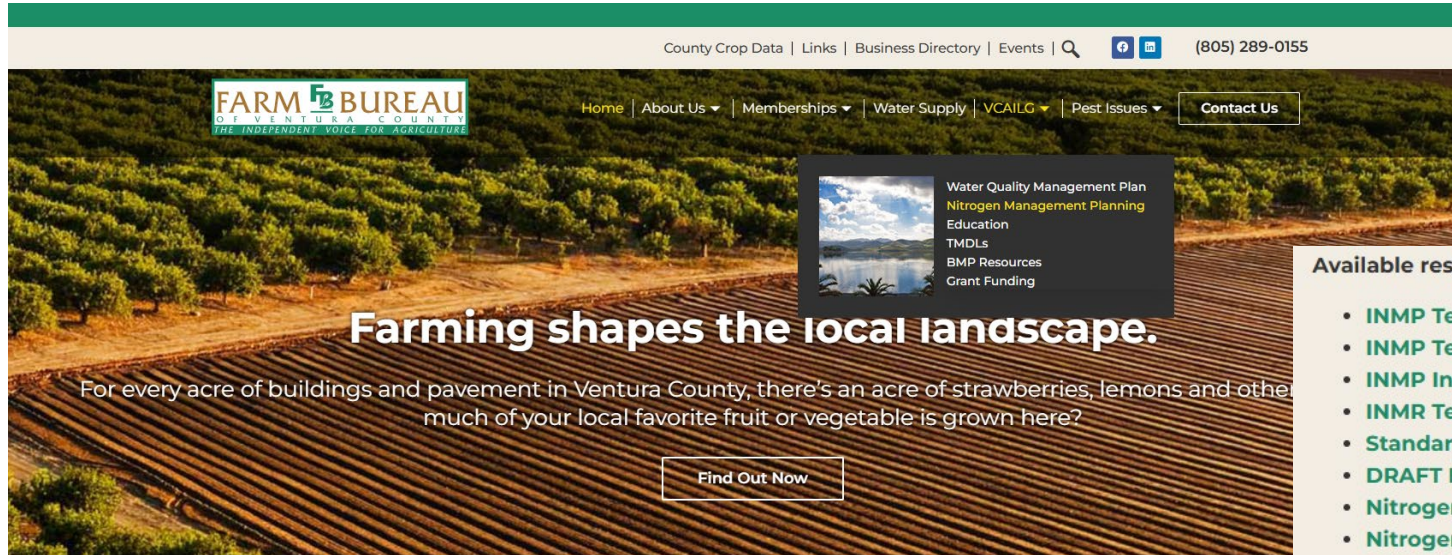 County Crop Data | Links | Business Directory | Events |
(805) 289-0155
FARM FB BUREAU
OF VENTURA COUNTY
THE INDEPENDENT VOICE FOR AGRICULTURE
Home | About Us | Memberships | Water Supply | VCAILG | Pest Issues
Contact Us
Water Quality Management Plan
Nitrogen Management Planning
Education
TMDLs
BMP Resources
Grant Funding
Farming shapes the local landscape.
For every acre of buildings and pavement in Ventura County, there's an acre of strawberries, lemons and other
much of your local favorite fruit or vegetable is grown here?
Find Out Now
Available res
• INMP Te
• INMP Te
• INMP In
• INMR Te
• Standar
• DRAFT
• Nitroge
• Nitroge